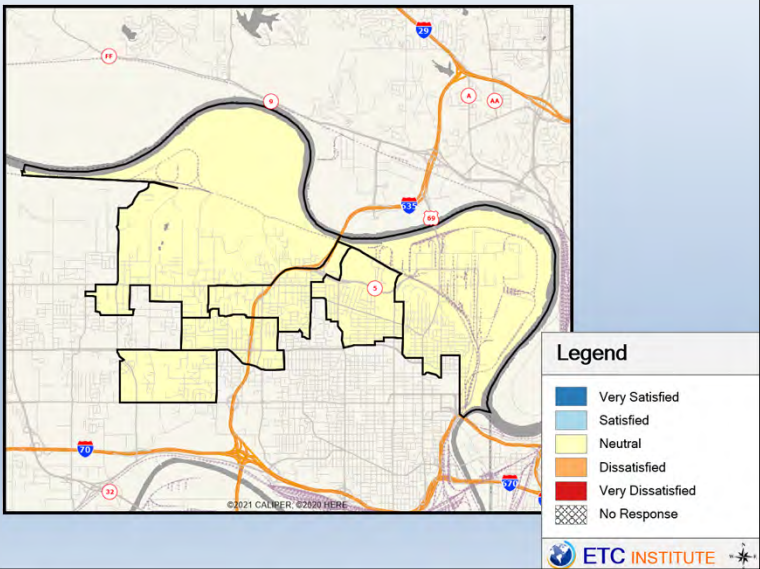 29
FF
9
A
AA
635
69
5
70
32
670
©2021 CALIPER; ©2020 HERE
Legend
Very Satisfied
Satisfied
Neutral
Dissatisfied
Very Dissatisfied
No Response
ETC INSTITUTE